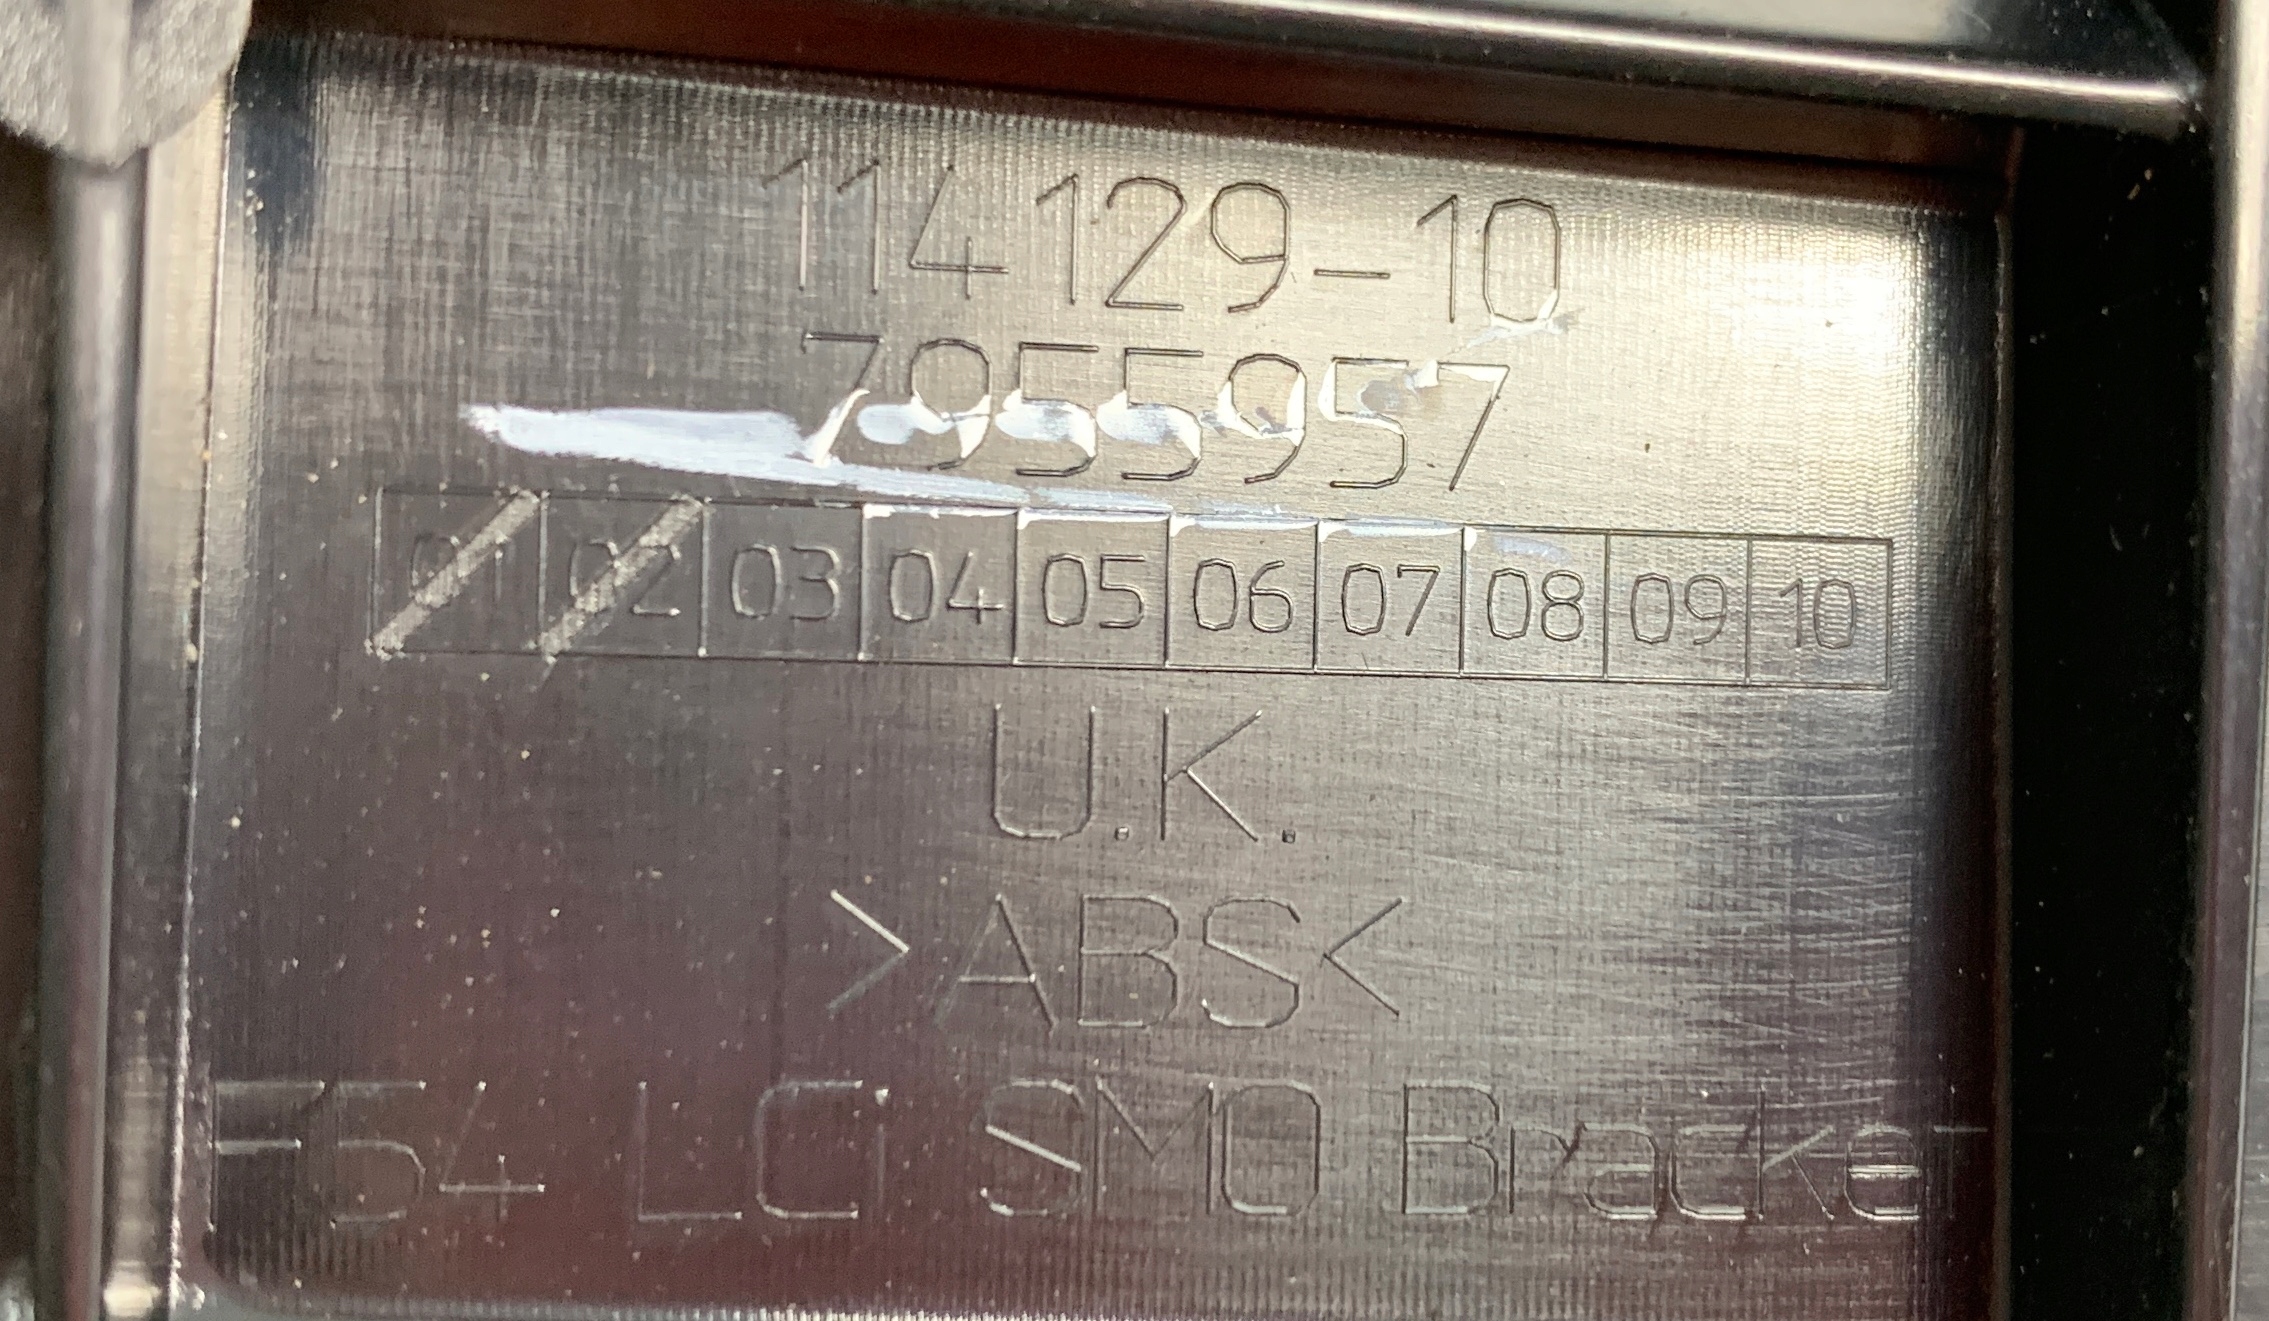 114129-10
7955957
01 02 03 04 05 06 07 08 09 10
U.K.
>ABS<
F54 LCi SMO Bracket